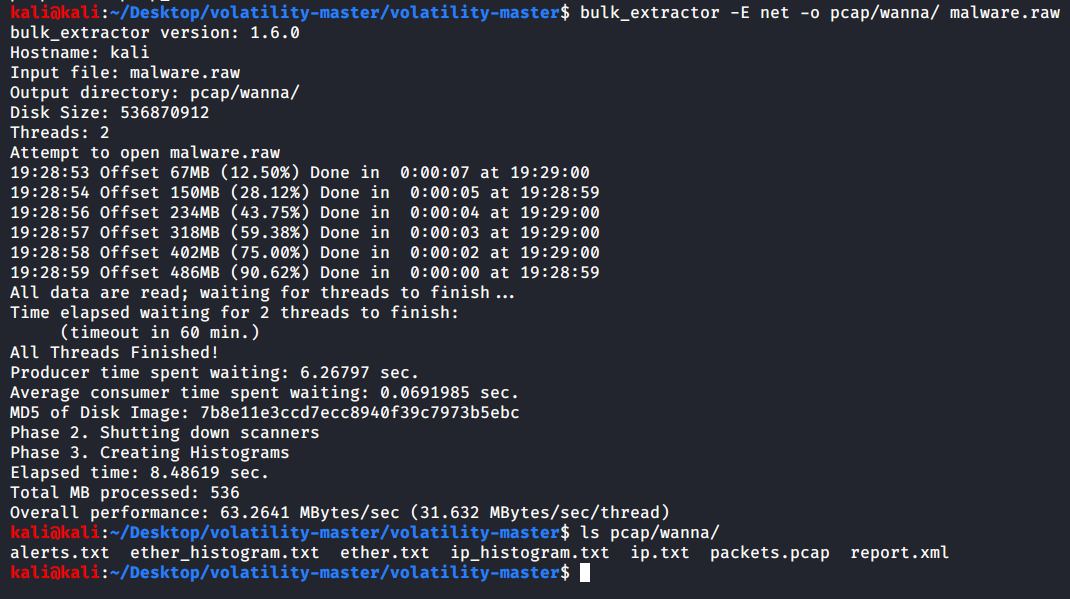 kali@kali:~/Desktop/volatility-master/volatility-master$ bulk_extractor -E net -o pcap/wanna/ malware.raw
bulk_extractor version: 1.6.0
Hostname: kali
Input file: malware.raw
Output directory: pcap/wanna/
Disk Size: 536870912
Threads: 2
Attempt to open malware.raw
19:28:53 Offset 67MB (12.50%) Done in  0:00:07 at 19:29:00
19:28:54 Offset 150MB (28.12%) Done in  0:00:05 at 19:28:59
19:28:56 Offset 234MB (43.75%) Done in  0:00:04 at 19:29:00
19:28:57 Offset 318MB (59.38%) Done in  0:00:03 at 19:29:00
19:28:58 Offset 402MB (75.00%) Done in  0:00:02 at 19:29:00
19:28:59 Offset 486MB (90.62%) Done in  0:00:00 at 19:28:59
All data are read; waiting for threads to finish...
Time elapsed waiting for 2 threads to finish:
     (timeout in 60 min.)
All Threads Finished!
Producer time spent waiting: 6.26797 sec.
Average consumer time spent waiting: 0.0691985 sec.
MD5 of Disk Image: 7b8e11e3ccd7ecc8940f39c7973b5ebc
Phase 2. Shutting down scanners
Phase 3. Creating Histograms
Elapsed time: 8.48619 sec.
Total MB processed: 536
Overall performance: 63.2641 MBytes/sec (31.632 MBytes/sec/thread)
kali@kali:~/Desktop/volatility-master/volatility-master$ ls pcap/wanna/
alerts.txt  ether_histogram.txt  ether.txt  ip_histogram.txt  ip.txt  packets.pcap  report.xml
kali@kali:~/Desktop/volatility-master/volatility-master$